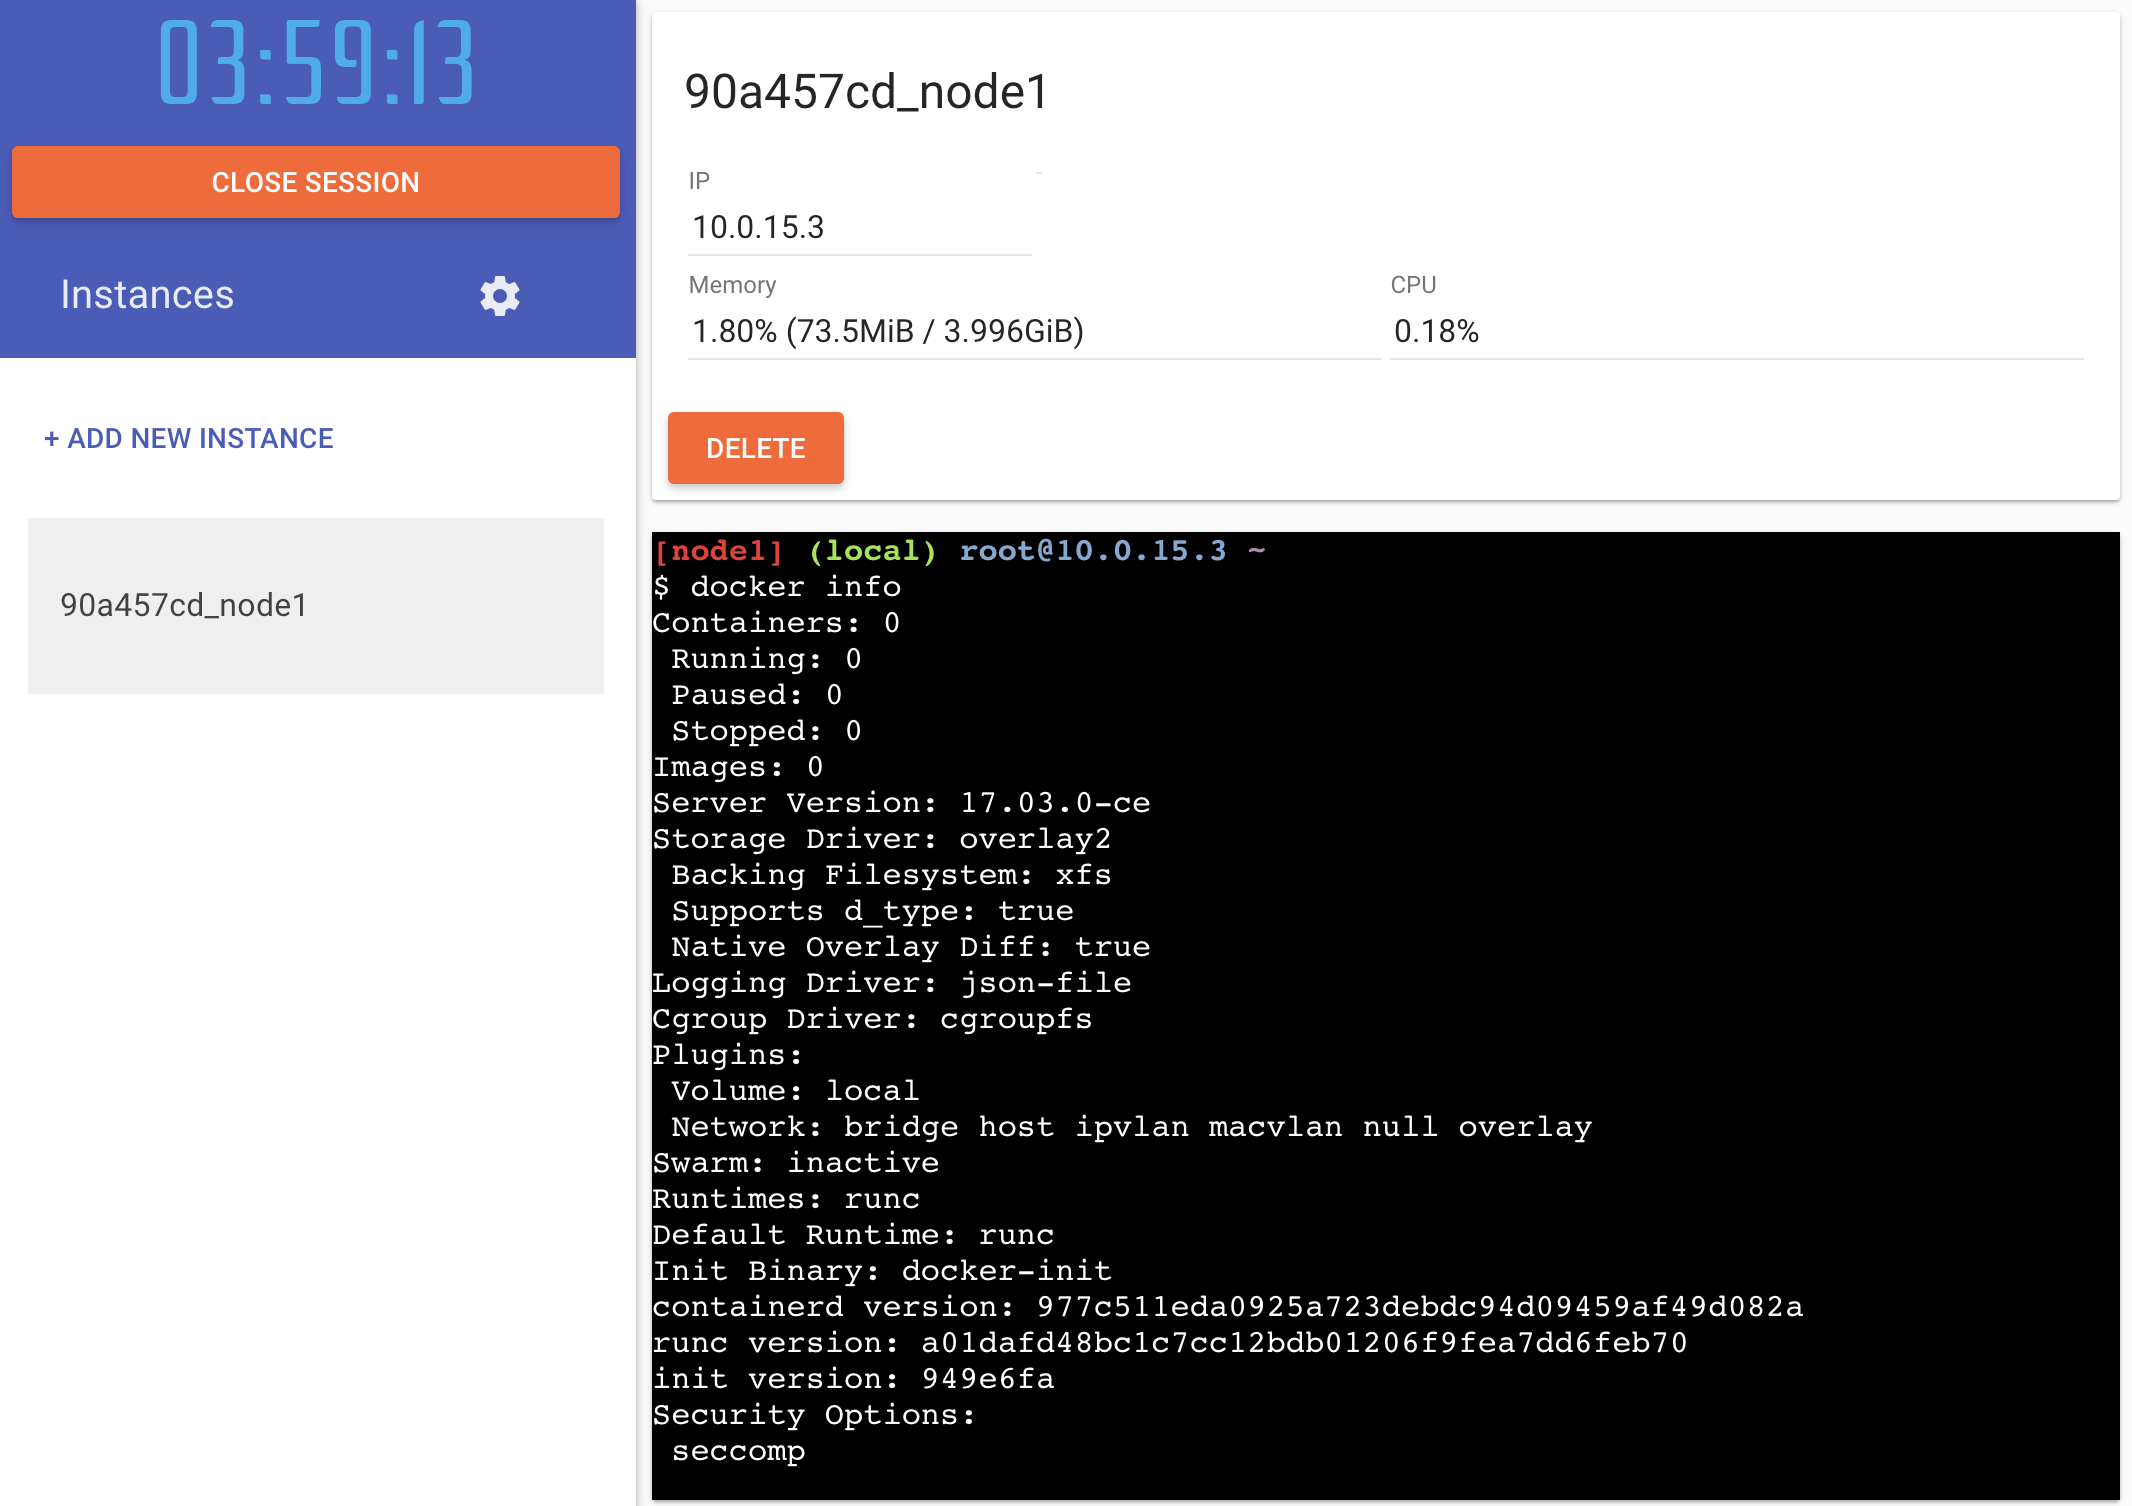 03:59:13
CLOSE SESSION
Instances
+ ADD NEW INSTANCE
90a457cd_node1
90a457cd_node1
IP
10.0.15.3
Memory
1.80% (73.5MiB / 3.996GiB)
CPU
0.18%
DELETE
[node1] (local) root@10.0.15.3 ~
$ docker info
Containers: 0
 Running: 0
 Paused: 0
 Stopped: 0
Images: 0
Server Version: 17.03.0-ce
Storage Driver: overlay2
 Backing Filesystem: xfs
 Supports d_type: true
 Native Overlay Diff: true
Logging Driver: json-file
Cgroup Driver: cgroupfs
Plugins:
 Volume: local
 Network: bridge host ipvlan macvlan null overlay
Swarm: inactive
Runtimes: runc
Default Runtime: runc
Init Binary: docker-init
containerd version: 977c511eda0925a723debdc94d09459af49d082a
runc version: a01dafd48bc1c7cc12bdb01206f9fea7dd6feb70
init version: 949e6fa
Security Options:
 seccomp